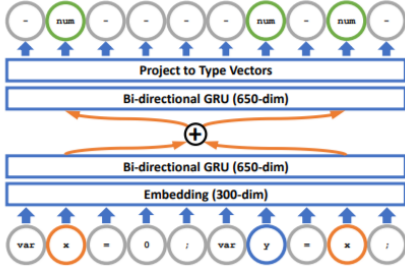 - num - - - - num - num -
Project to Type Vectors
Bi-directional GRU (650-dim)
+
Bi-directional GRU (650-dim)
Embedding (300-dim)
var x = 0 ; var y = x ;